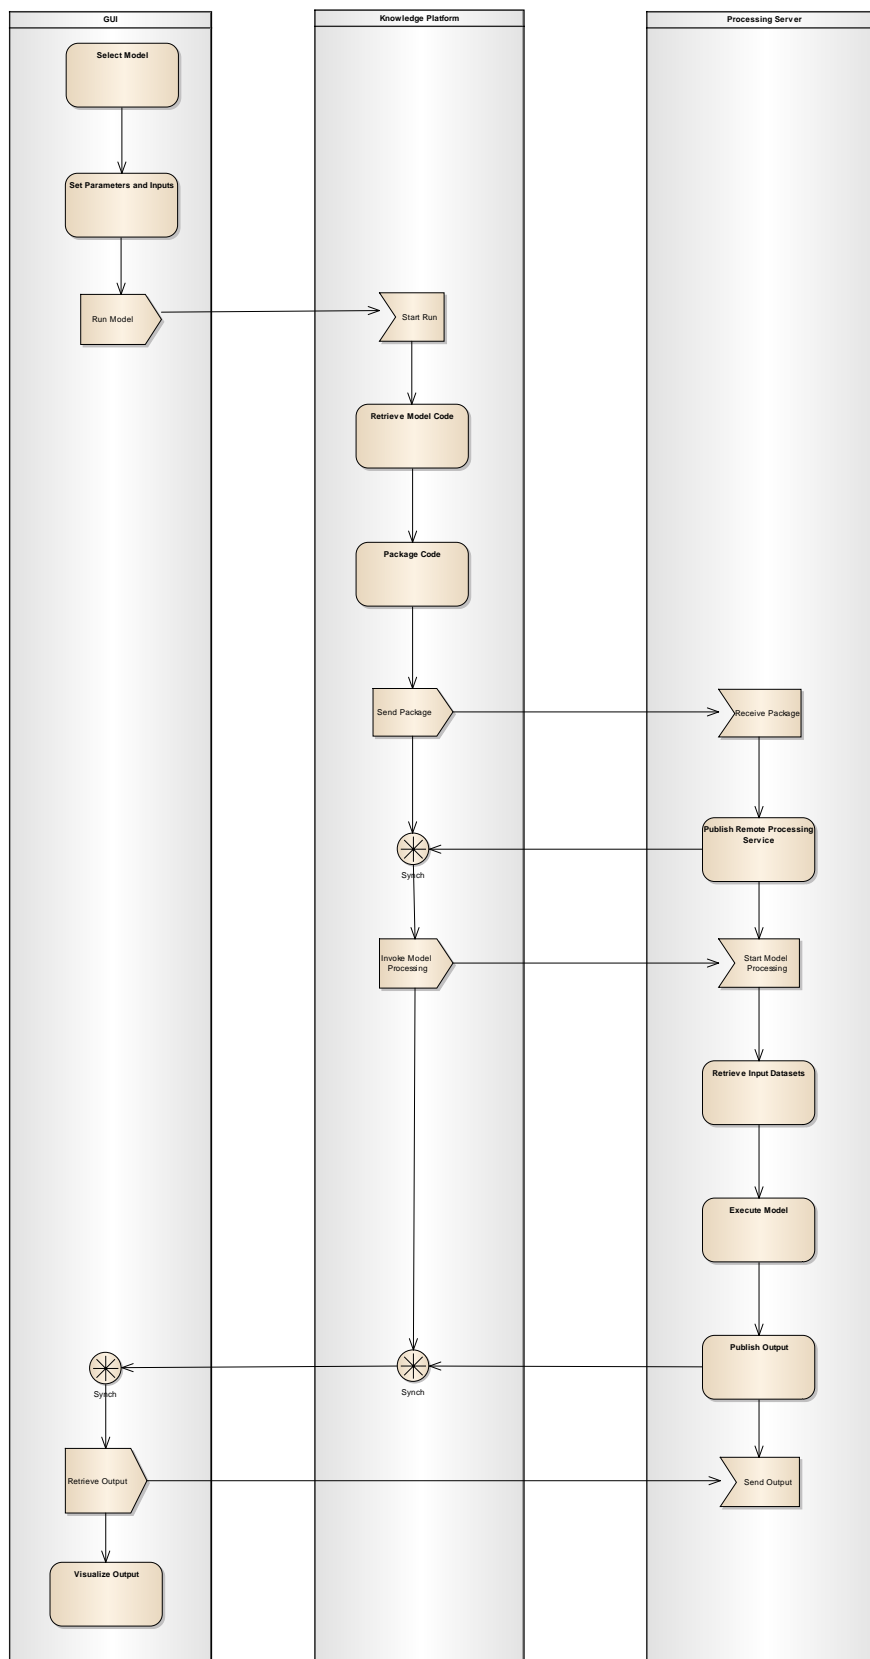 GUI
Knowledge Platform
Processing Server
Select Model
Set Parameters and Inputs
Run Model
Start Run
Retrieve Model Code
Package Code
Send Package
Receive Package
Publish Remote Processing
Service
Synch
Invoke Model
Processing
Start Model
Processing
Retrieve Input Datasets
Execute Model
Publish Output
Synch
Synch
Retrieve Output
Send Output
Visualize Output